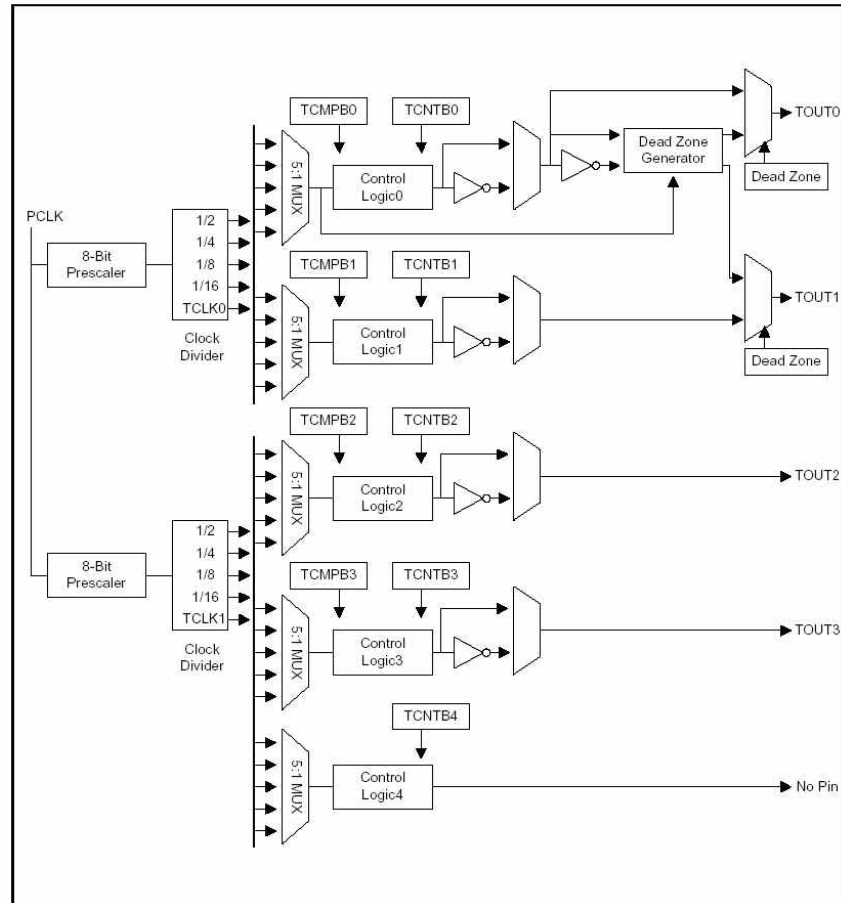 TCMPB0
TCNTB0
TOUT0
5:1 MUX
Control
Logic0
Dead Zone
Generator
Dead Zone
PCLK
8-Bit
Prescaler
1/2
1/4
1/8
1/16
TCLK0
Clock
Divider
TCMPB1
TCNTB1
5:1 MUX
Control
Logic1
TOUT1
Dead Zone
TCMPB2
TCNTB2
5:1 MUX
Control
Logic2
TOUT2
8-Bit
Prescaler
1/2
1/4
1/8
1/16
TCLK1
Clock
Divider
TCMPB3
TCNTB3
5:1 MUX
Control
Logic3
TOUT3
TCNTB4
5:1 MUX
Control
Logic4
No Pin